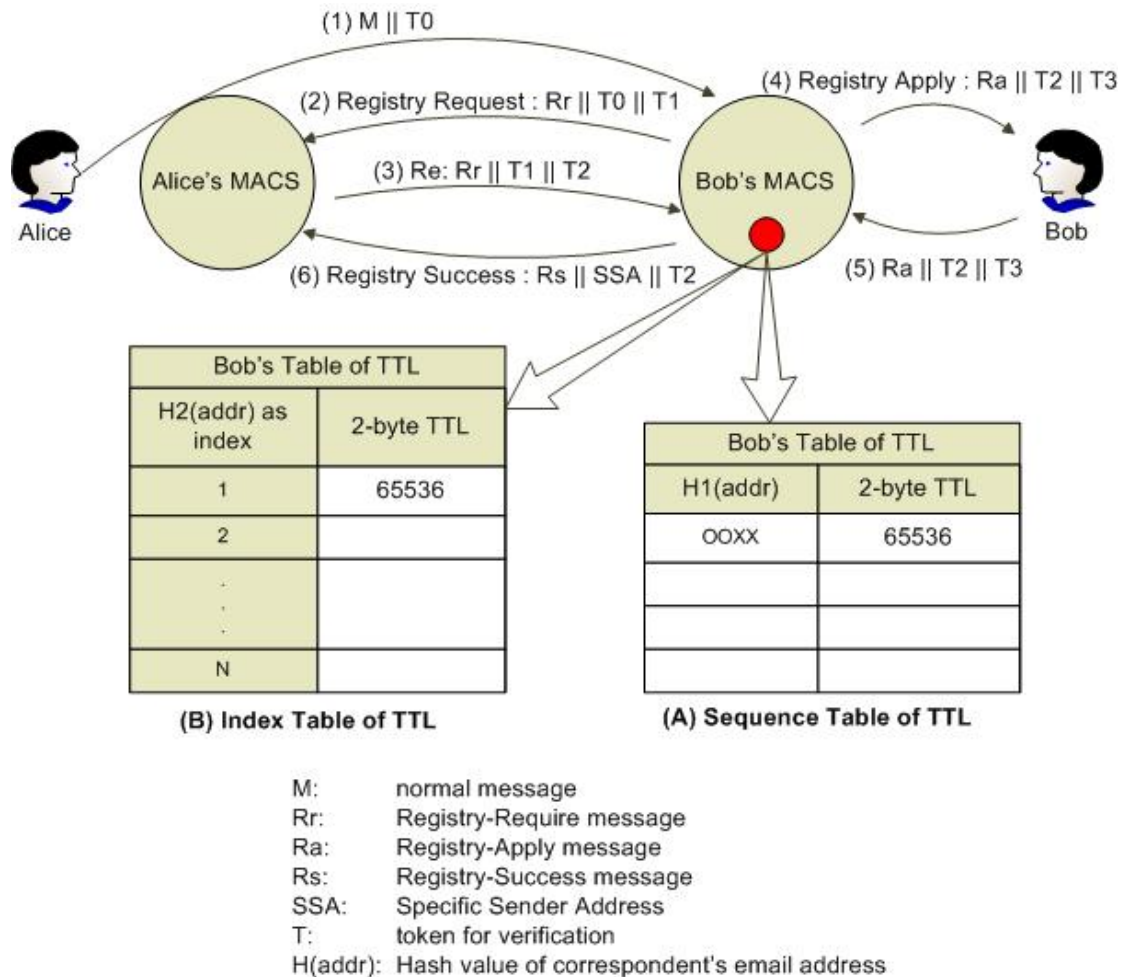 (1) M || T0
(4) Registry Apply : Ra || T2 || T3
(2) Registry Request : Rr || T0 || T1
(3) Re: Rr || T1 || T2
Alice's MACS
Bob's MACS
Alice
Bob
(6) Registry Success : Rs || SSA || T2
(5) Ra || T2 || T3
Bob's Table of TTL
H2(addr) as
index
2-byte TTL
1
65536
2
.
.
.
N
(B) Index Table of TTL
Bob's Table of TTL
H1(addr)
2-byte TTL
OOXX
65536
(A) Sequence Table of TTL
M: normal message
Rr: Registry-Require message
Ra: Registry-Apply message
Rs: Registry-Success message
SSA: Specific Sender Address
T: token for verification
H(addr): Hash value of correspondent's email address